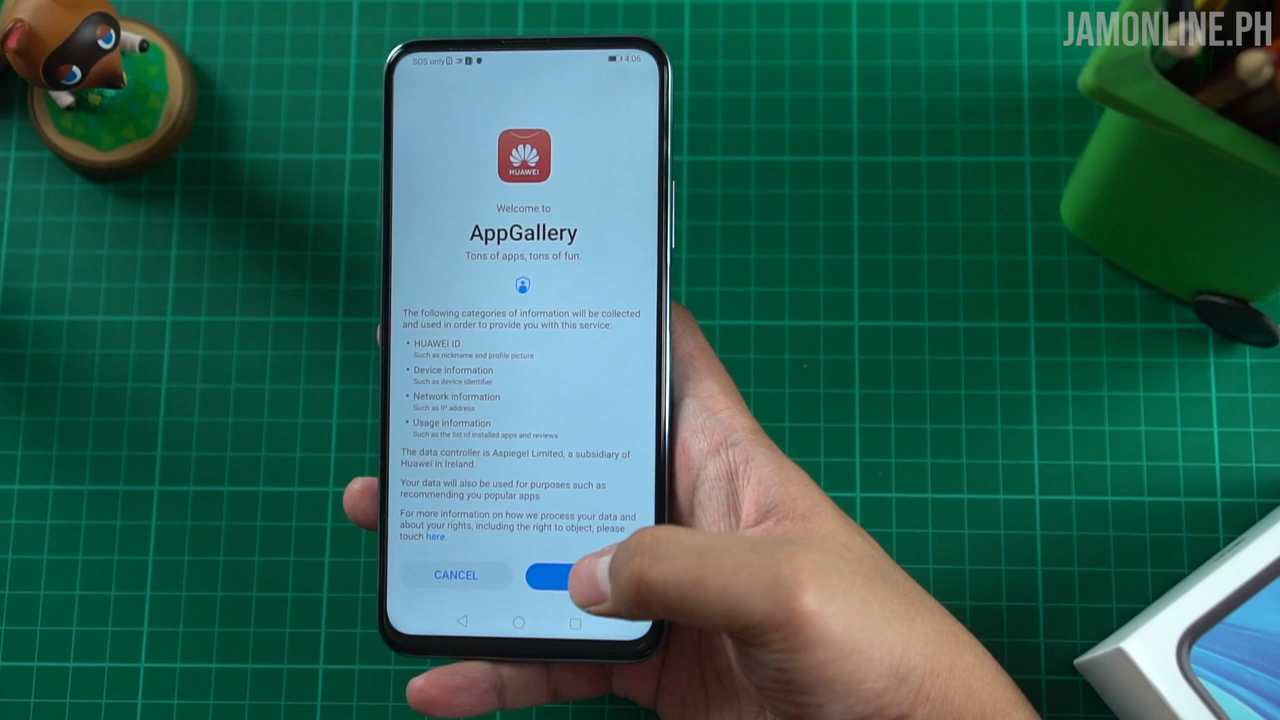 JAMONLINE.PH
SOS only
4:06
HUAWEI
Welcome to
AppGallery
Tons of apps, tons of fun.
The following categories of information will be collected
and used in order to provide you with this service:
• HUAWEI ID
Such as nickname and profile picture
• Device information
Such as device identifier
• Network information
Such as IP address
• Usage information
Such as the list of installed apps and reviews
The data controller is Aspiegel Limited, a subsidiary of
Huawei in Ireland.
Your data will also be used for purposes such as
recommending you popular apps.
For more information on how we process your data and
about your rights, including the right to object, please
touch here.
CANCEL